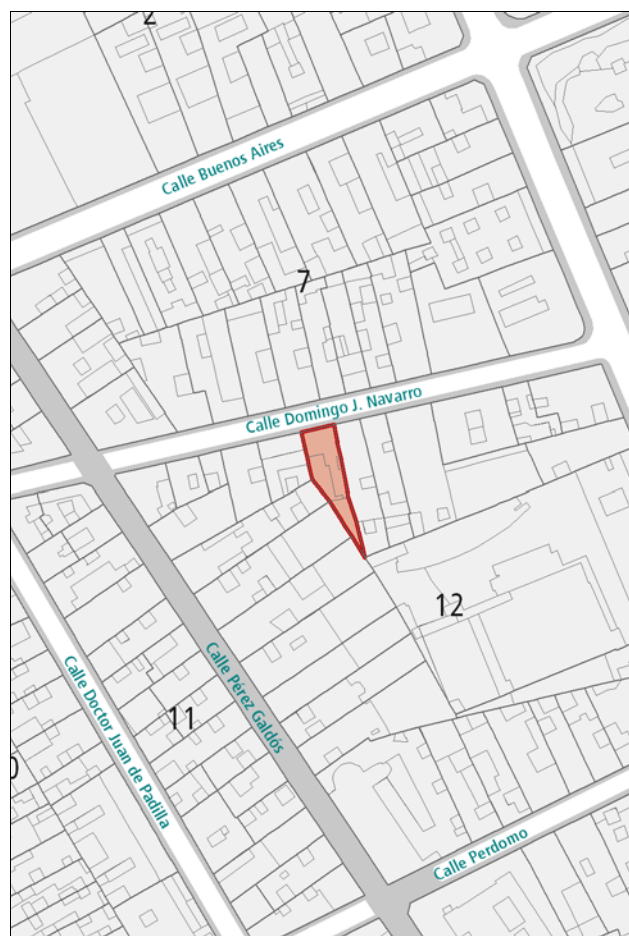 2
Calle Buenos Aires
7
Calle Domingo J. Navarro
12
Calle Pérez Galdós
11
Calle Doctor Juan de Padilla
0
Calle Perdomo